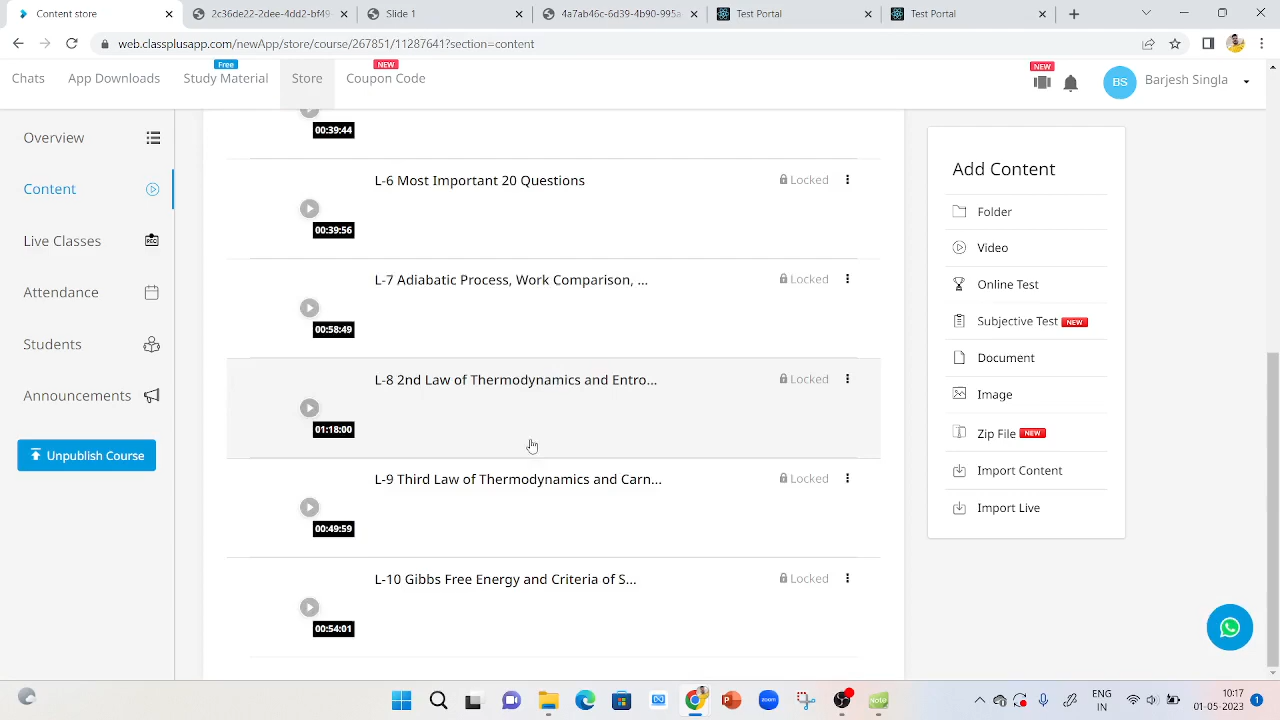 Content store
2c36de22-2dee-4dd2-bf49
Slide 1
4a7ab46c-6d39-4b90-995a
Test Portal
Test Portal
web.classplusapp.com/newApp/store/course/267851/11287641?section=content
Chats
App Downloads
Free
Study Material
Store
NEW
Coupon Code
NEW
BS
Barjesh Singla
Overview
Content
Live Classes
Attendance
Students
Announcements
Unpublish Course
00:39:44
L-6 Most Important 20 Questions
Locked
00:39:56
L-7 Adiabatic Process, Work Comparison, ...
Locked
00:58:49
L-8 2nd Law of Thermodynamics and Entro...
Locked
01:18:00
L-9 Third Law of Thermodynamics and Carn...
Locked
00:49:59
L-10 Gibbs Free Energy and Criteria of S...
Locked
00:54:01
Add Content
Folder
Video
Online Test
Subjective Test NEW
Document
Image
Zip File NEW
Import Content
Import Live
zoom
Note
ENG
IN
10:17
01-05-2023
1